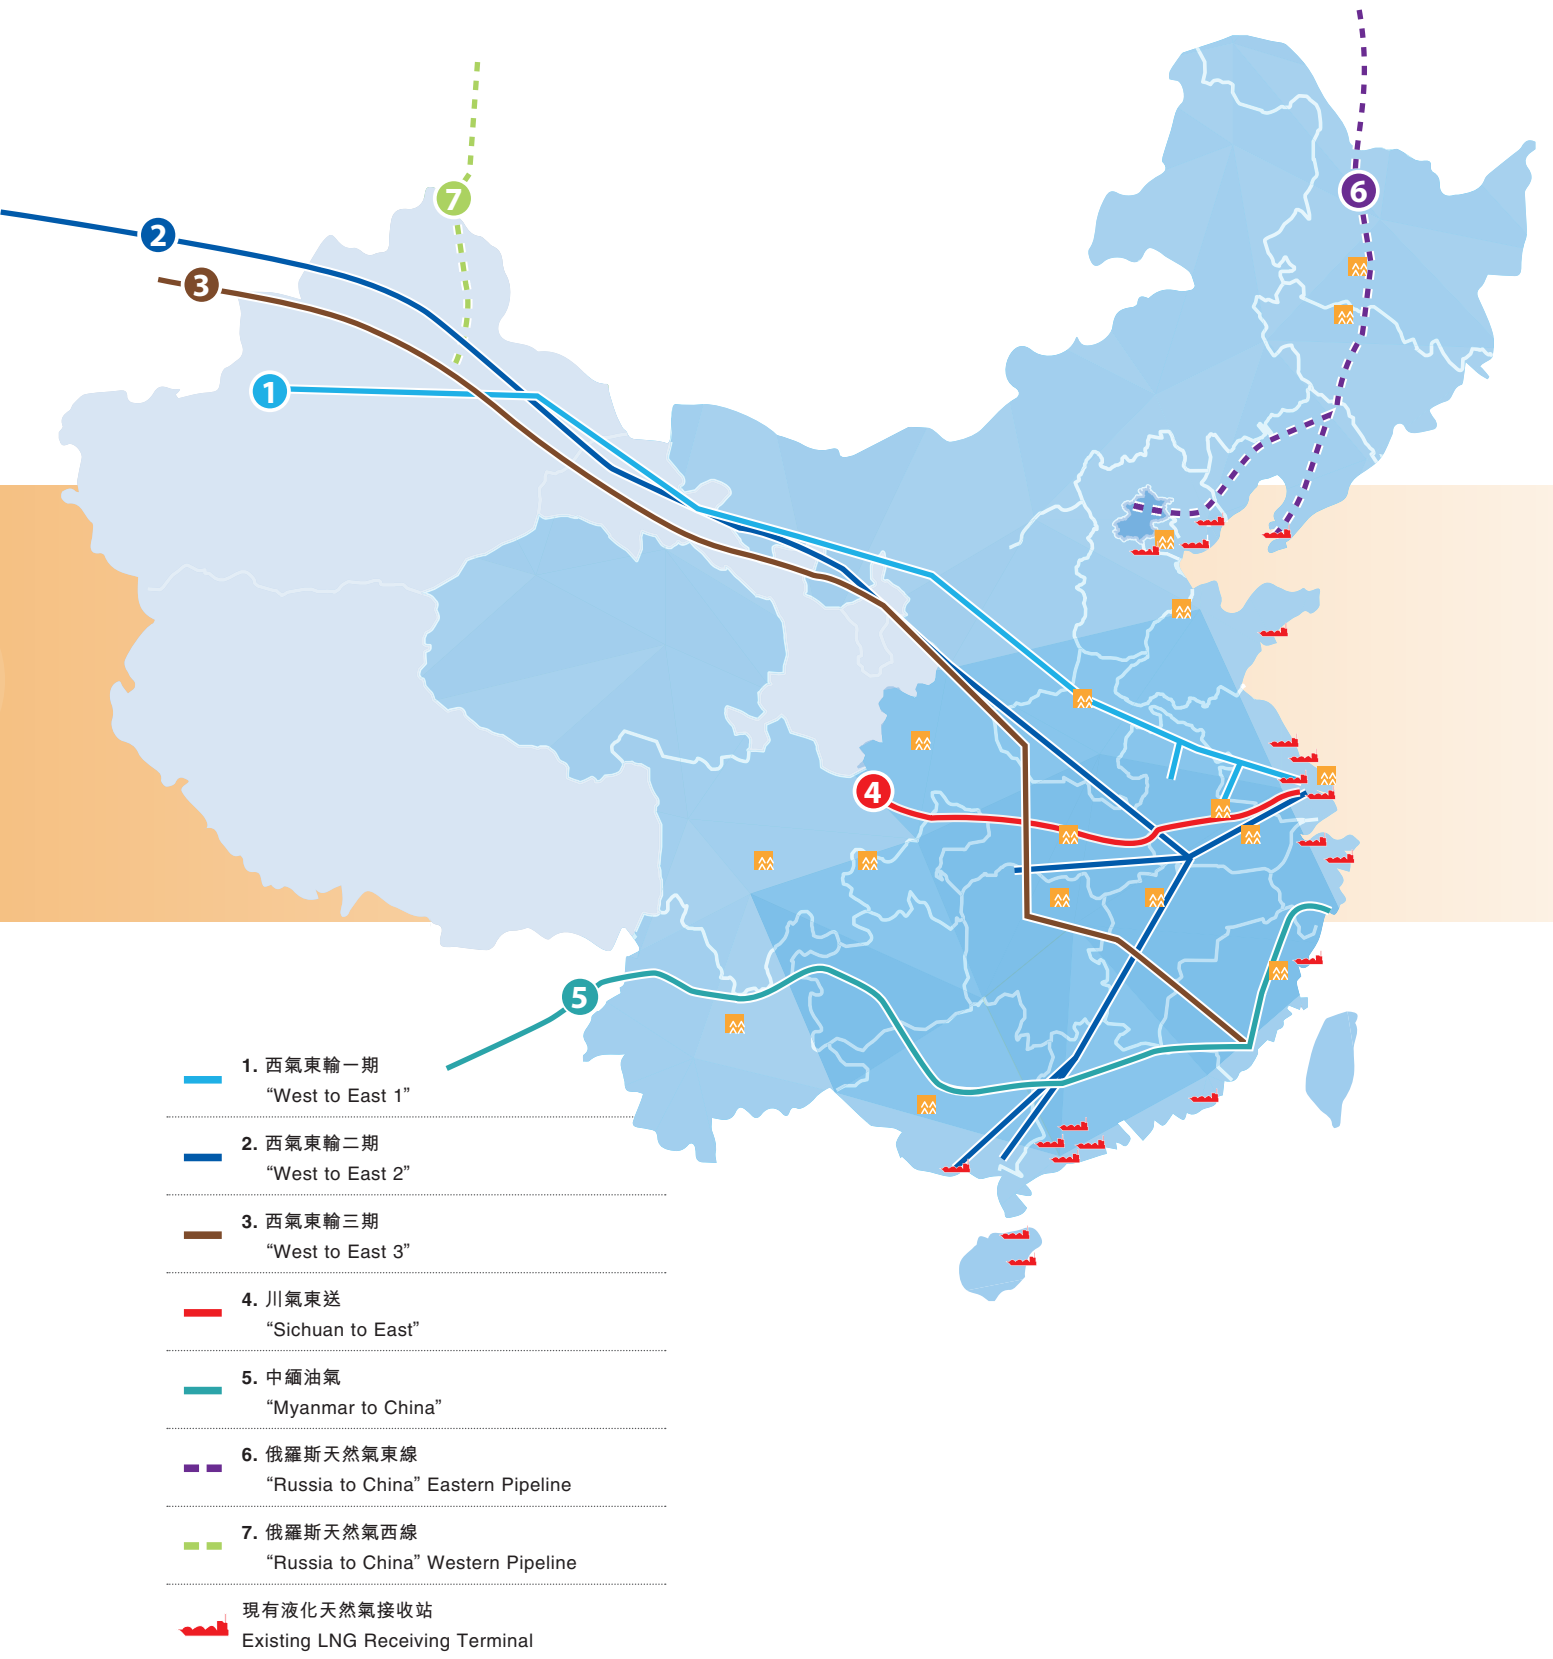 6
7
2
3
1
4
5
1. 西氣東輸一期
“West to East 1”
2. 西氣東輸二期
“West to East 2”
3. 西氣東輸三期
“West to East 3”
4. 川氣東送
“Sichuan to East”
5. 中緬油氣
“Myanmar to China”
6. 俄羅斯天然氣東線
“Russia to China” Eastern Pipeline
7. 俄羅斯天然氣西線
“Russia to China” Western Pipeline
現有液化天然氣接收站
Existing LNG Receiving Terminal